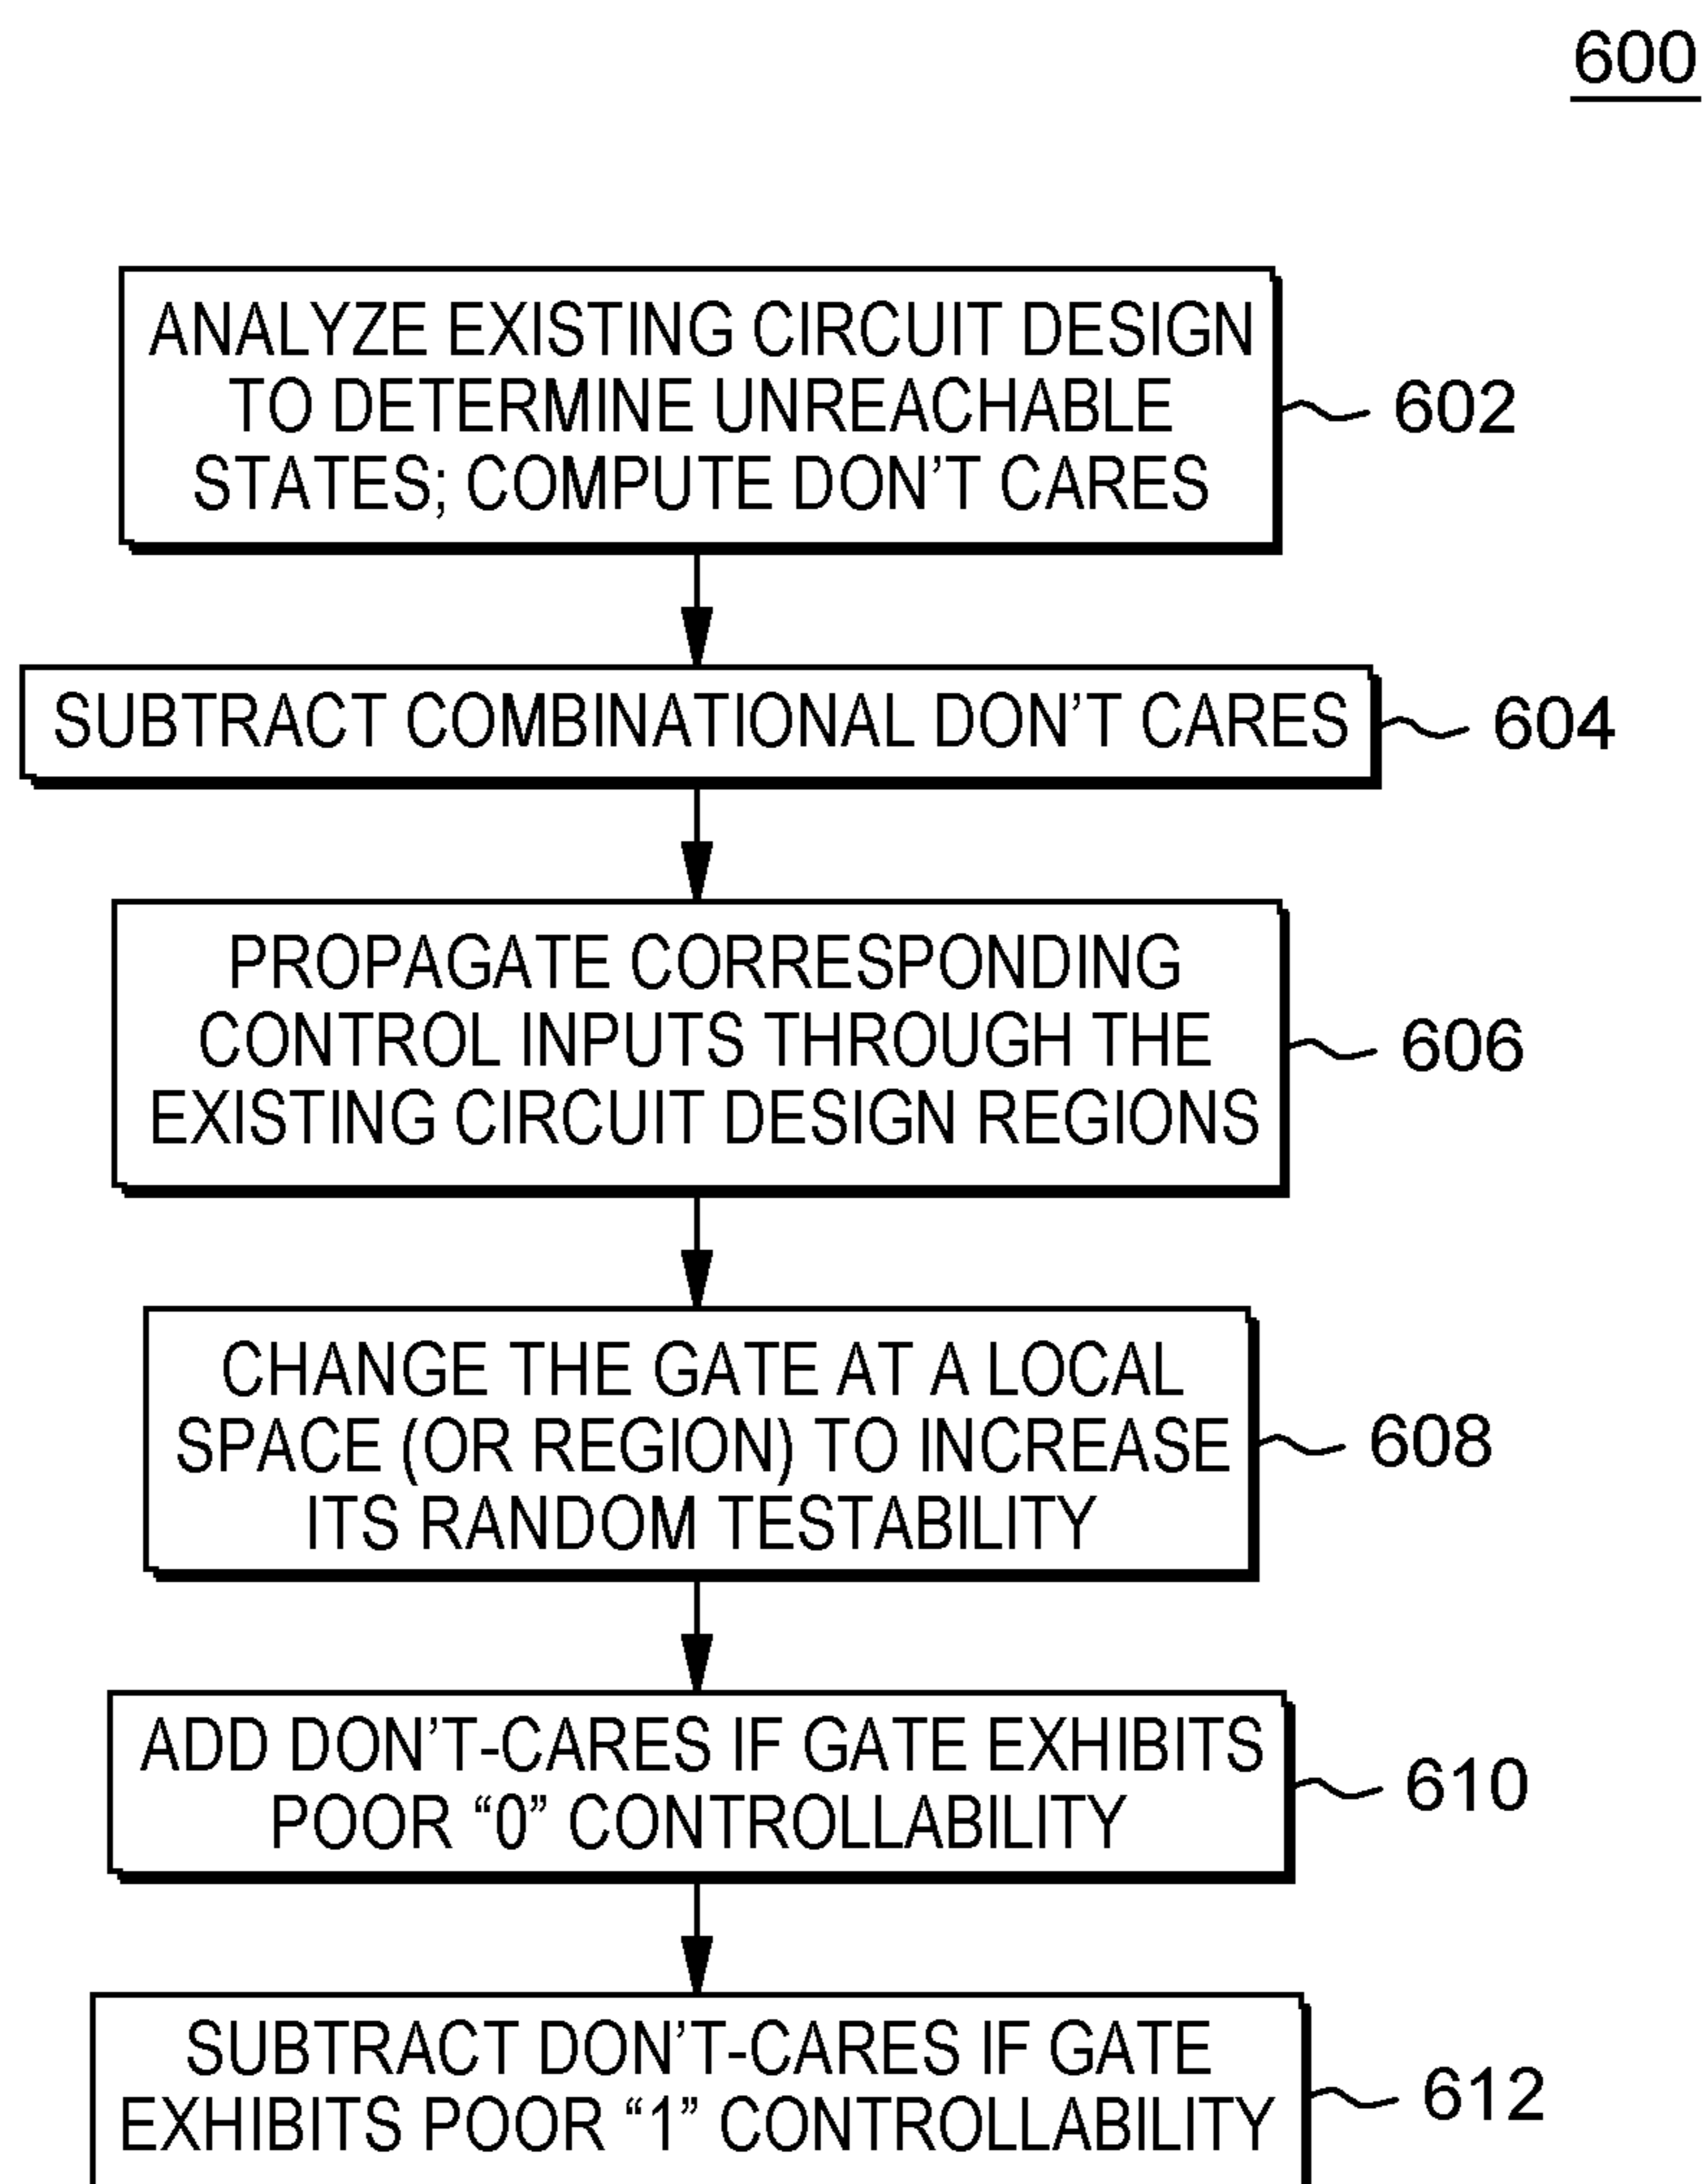 600
ANALYZE EXISTING CIRCUIT DESIGN
TO DETERMINE UNREACHABLE
STATES; COMPUTE DON'T CARES
602
SUBTRACT COMBINATIONAL DON'T CARES
604
PROPAGATE CORRESPONDING
CONTROL INPUTS THROUGH THE
EXISTING CIRCUIT DESIGN REGIONS
606
CHANGE THE GATE AT A LOCAL
SPACE (OR REGION) TO INCREASE
ITS RANDOM TESTABILITY
608
ADD DON'T-CARES IF GATE EXHIBITS
POOR “0” CONTROLLABILITY
610
SUBTRACT DON'T-CARES IF GATE
EXHIBITS POOR “1” CONTROLLABILITY
612